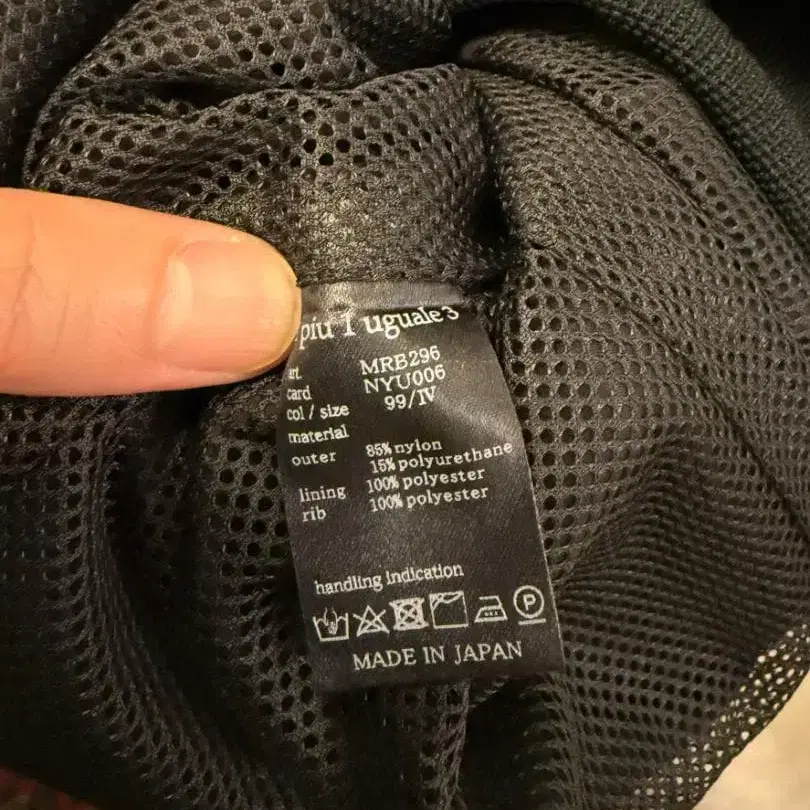 piu 1 uguale3
art. MRB296
card NYU006
col / size 99/IV
material
outer 85%nylon
15%polyurethane
lining 100%polyester
rib 100%polyester
handling indication
P
MADE IN JAPAN